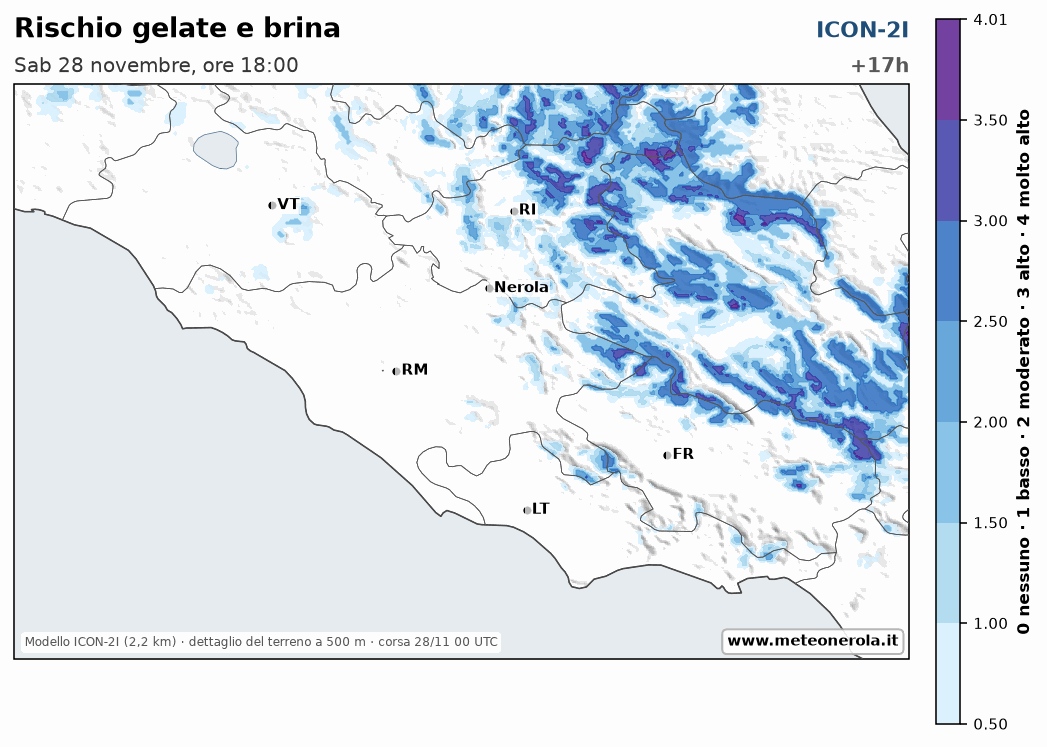 Rischio gelate e brina
ICON-2I
Sab 28 novembre, ore 18:00
+17h
VT
RI
Nerola
RM
FR
LT
Modello ICON-2I (2,2 km) · dettaglio del terreno a 500 m · corsa 28/11 00 UTC
www.meteonerola.it
4.01
3.50
3.00
2.50
2.00
1.50
1.00
0.50
0 nessuno · 1 basso · 2 moderato · 3 alto · 4 molto alto